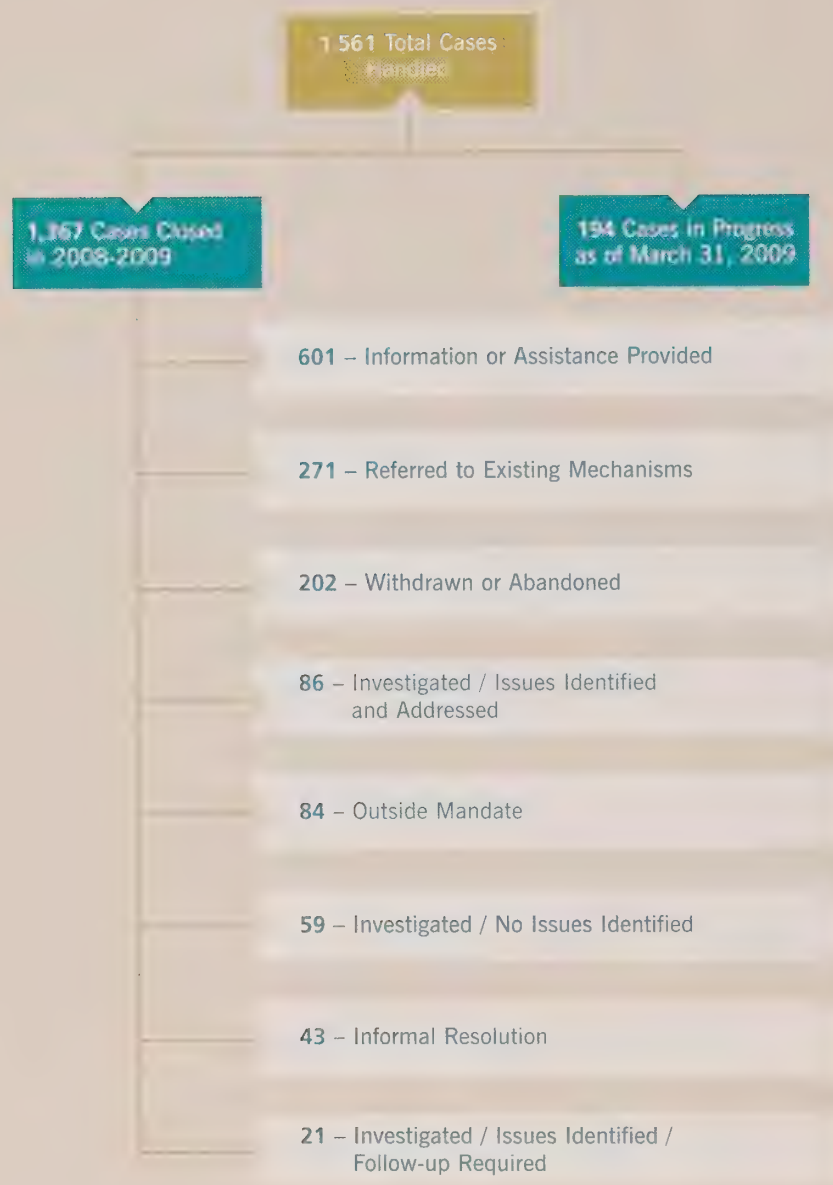 1,561 Total Cases
Handled
1,367 Cases Closed
in 2008-2009
194 Cases in Progress
as of March 31, 2009
601 – Information or Assistance Provided
271 – Referred to Existing Mechanisms
202 – Withdrawn or Abandoned
86 – Investigated / Issues Identified
and Addressed
84 – Outside Mandate
59 – Investigated / No Issues Identified
43 – Informal Resolution
21 – Investigated / Issues Identified /
Follow-up Required